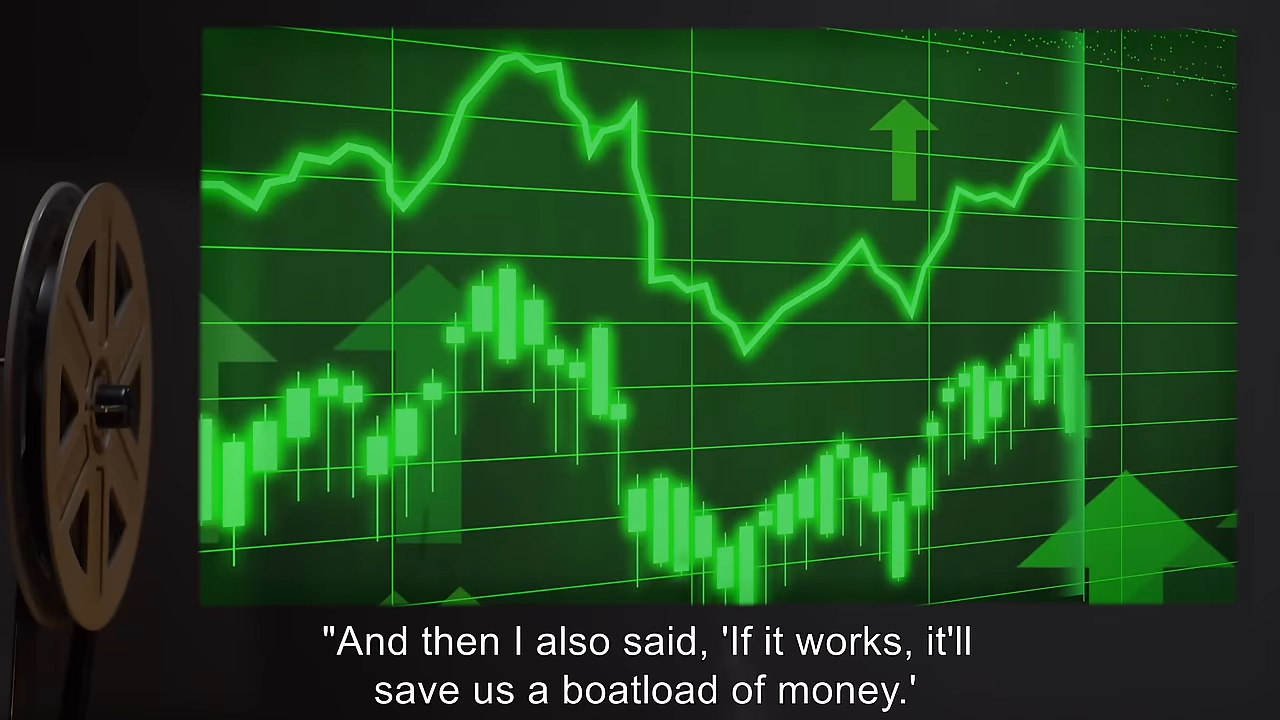 "And then I also said, 'If it works, it'll
save us a boatload of money.'